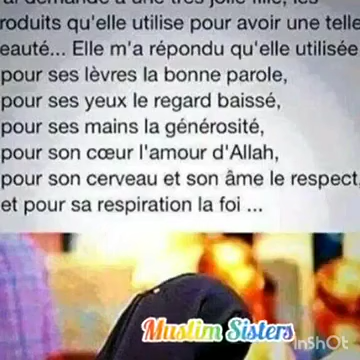 roduits qu'elle utilise pour avoir une telle
eauté... Elle m'a répondu qu'elle utilisée
pour ses lèvres la bonne parole,
pour ses yeux le regard baissé,
pour ses mains la générosité,
pour son cœur l'amour d'Allah,
pour son cerveau et son âme le respect,
et pour sa respiration la foi ...
Muslim Sisters
InShOt